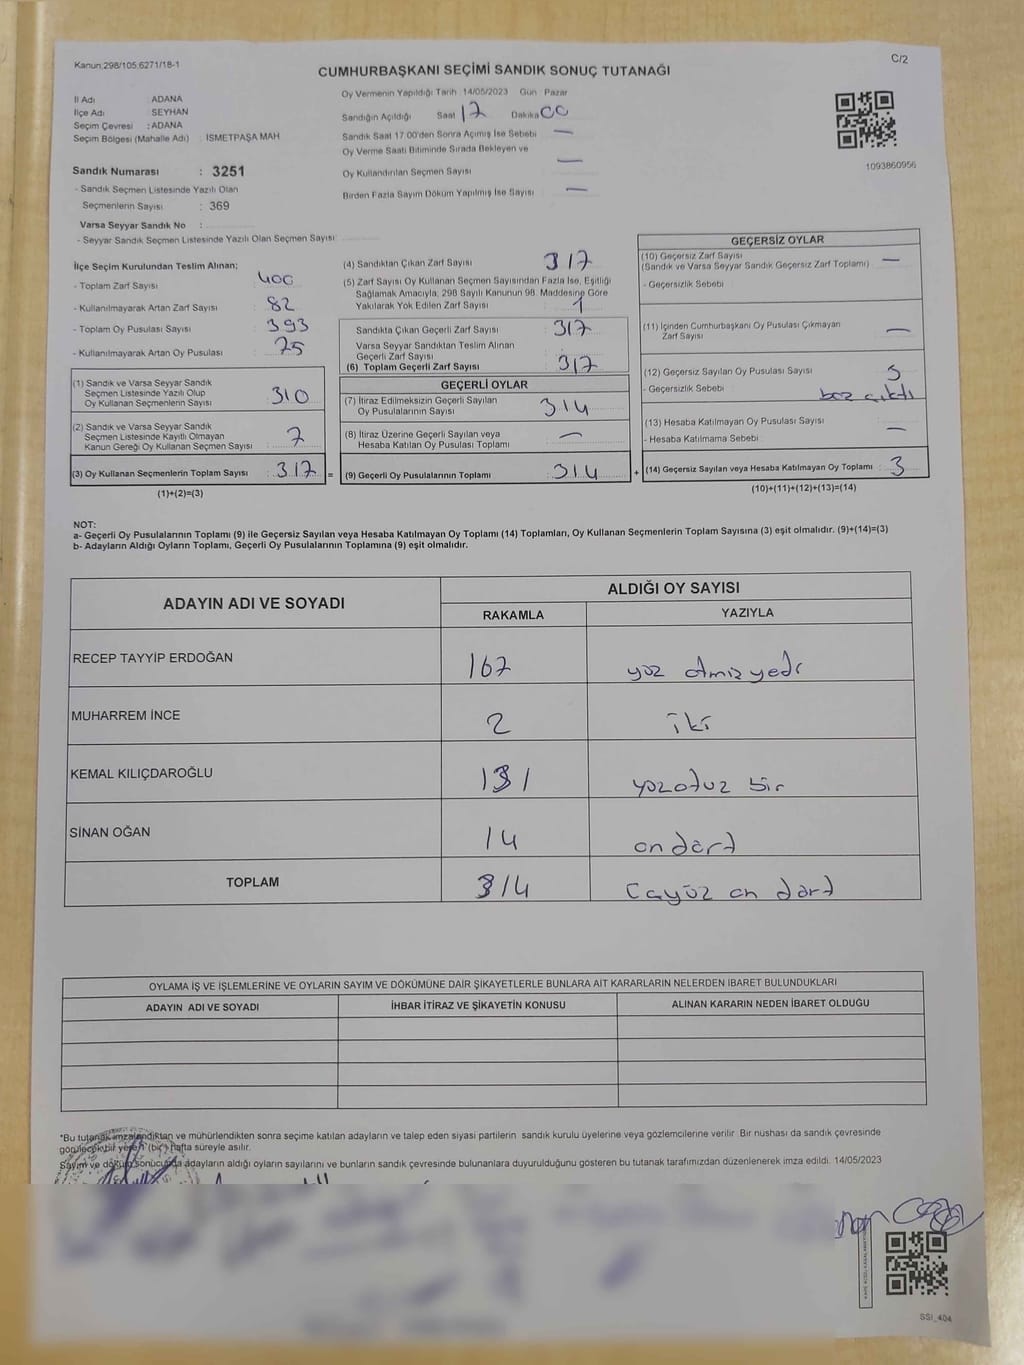 Kanun;298/105;6271/18-1
C/2
CUMHURBAŞKANI SEÇİMİ SANDIK SONUÇ TUTANAĞI
İl Adı : ADANA
İlçe Adı : SEYHAN
Seçim Çevresi : ADANA
Seçim Bölgesi (Mahalle Adı) : İSMETPAŞA MAH
Oy Vermenin Yapıldığı Tarih 14/05/2023 Gün Pazar
Sandığın Açıldığı Saat 17 Dakika 00
Sandık Saat 17.00'den Sonra Açımış İse Sebebi —
Oy Verme Saati Bitiminde Sırada Bekleyen ve
Oy Kullandırılan Seçmen Sayısı —
Birden Fazla Sayım Döküm Yapılmış İse Sayısı —
1093860956
Sandık Numarası : 3251
- Sandık Seçmen Listesinde Yazılı Olan
Seçmenlerin Sayısı : 369
Varsa Seyyar Sandık No :
- Seyyar Sandık Seçmen Listesinde Yazılı Olan Seçmen Sayısı:
İlçe Seçim Kurulundan Teslim Alınan;
- Toplam Zarf Sayısı : 400
- Kullanılmayarak Artan Zarf Sayısı : 82
- Toplam Oy Pusulası Sayısı : 393
- Kullanılmayarak Artan Oy Pusulası : 75
(1) Sandık ve Varsa Seyyar Sandık
Seçmen Listesinde Yazılı Olup
Oy Kullanan Seçmenlerin Sayısı : 310
(2) Sandık ve Varsa Seyyar Sandık
Seçmen Listesinde Kayıtlı Olmayan
Kanun Gereği Oy Kullanan Seçmen Sayısı : 7
(3) Oy Kullanan Seçmenlerin Toplam Sayısı : 317 =
(1)+(2)=(3)
(4) Sandıktan Çıkan Zarf Sayısı : 317
(5) Zarf Sayısı Oy Kullanan Seçmen Sayısından Fazla İse, Eşitliği
Sağlamak Amacıyla; 298 Sayılı Kanunun 98. Maddesine Göre
Yakılarak Yok Edilen Zarf Sayısı : 1
Sandıkta Çıkan Geçerli Zarf Sayısı : 317
Varsa Seyyar Sandıktan Teslim Alınan
Geçerli Zarf Sayısı
(6) Toplam Geçerli Zarf Sayısı : 317
GEÇERLİ OYLAR
(7) İtiraz Edilmeksizin Geçerli Sayılan
Oy Pusulalarının Sayısı : 314
(8) İtiraz Üzerine Geçerli Sayılan veya
Hesaba Katılan Oy Pusulası Toplamı : —
(9) Geçerli Oy Pusulalarının Toplamı : 314 +
GEÇERSİZ OYLAR
(10) Geçersiz Zarf Sayısı : —
(Sandık ve Varsa Seyyar Sandık Geçersiz Zarf Toplamı)
- Geçersizlik Sebebi
(11) İçinden Cumhurbaşkanı Oy Pusulası Çıkmayan
Zarf Sayısı : —
(12) Geçersiz Sayılan Oy Pusulası Sayısı : 3
- Geçersizlik Sebebi : boz çıktı
(13) Hesaba Katılmayan Oy Pusulası Sayısı : —
- Hesaba Katılmama Sebebi :
(14) Geçersiz Sayılan veya Hesaba Katılmayan Oy Toplamı : 3
(10)+(11)+(12)+(13)=(14)
NOT:
a- Geçerli Oy Pusulalarının Toplamı (9) ile Geçersiz Sayılan veya Hesaba Katılmayan Oy Toplamı (14) Toplamları, Oy Kullanan Seçmenlerin Toplam Sayısına (3) eşit olmalıdır. (9)+(14)=(3)
b- Adayların Aldığı Oyların Toplamı, Geçerli Oy Pusulalarının Toplamına (9) eşit olmalıdır.
ADAYIN ADI VE SOYADI
ALDIĞI OY SAYISI
RAKAMLA YAZIYLA
RECEP TAYYİP ERDOĞAN 167 yüz atmiz yedi
MUHARREM İNCE 2 iki
KEMAL KILIÇDAROĞLU 131 yüzotuz bir
SİNAN OĞAN 14 on dört
TOPLAM 314 üçyüz on dört
OYLAMA İŞ VE İŞLEMLERİNE VE OYLARIN SAYIM VE DÖKÜMÜNE DAİR ŞİKAYETLERLE BUNLARA AİT KARARLARIN NELERDEN İBARET BULUNDUKLARI
ADAYIN ADI VE SOYADI İHBAR İTİRAZ VE ŞİKAYETİN KONUSU ALINAN KARARIN NEDEN İBARET OLDUĞU
*Bu tutanak imzalandıktan ve mühürlendikten sonra seçime katılan adayların ve talep eden siyasi partilerin sandık kurulu üyelerine veya gözlemcilerine verilir Bir nüshası da sandık çevresinde
görülecek bir yere 1 (bir) hafta süreyle asılır.
Sayım ve döküm sonucunda adayların aldığı oyların sayılarını ve bunların sandık çevresinde bulunanlara duyurulduğunu gösteren bu tutanak tarafımızdan düzenlenerek imza edildi. 14/05/2023
SSI_404